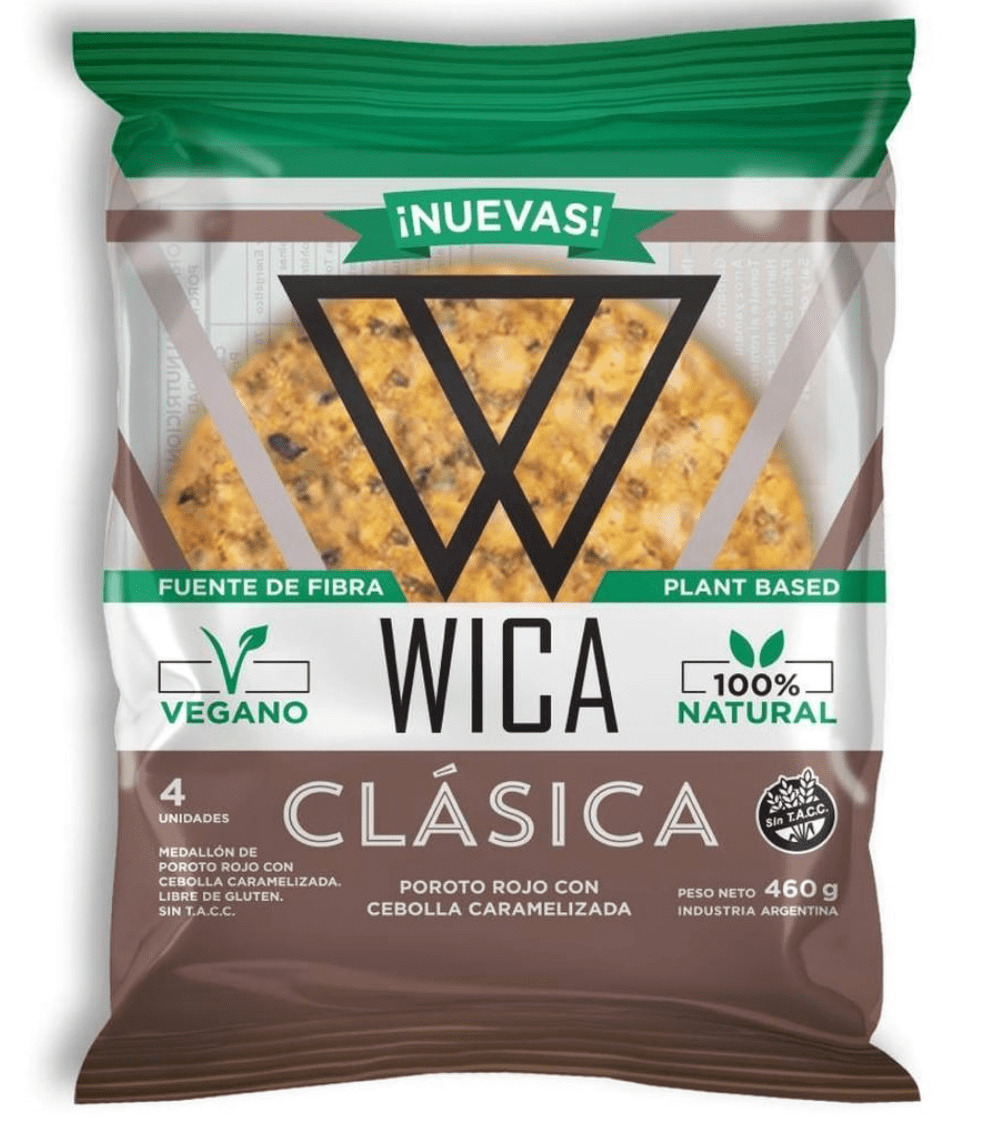 ¡NUEVAS!
FUENTE DE FIBRA
PLANT BASED
VEGANO
WICA
100%
NATURAL
4
UNIDADES
CLÁSICA
Sin T.A.C.C.
MEDALLÓN DE
POROTO ROJO CON
CEBOLLA CARAMELIZADA.
LIBRE DE GLUTEN.
SIN T.A.C.C.
POROTO ROJO CON
CEBOLLA CARAMELIZADA
PESO NETO 460 g
INDUSTRIA ARGENTINA